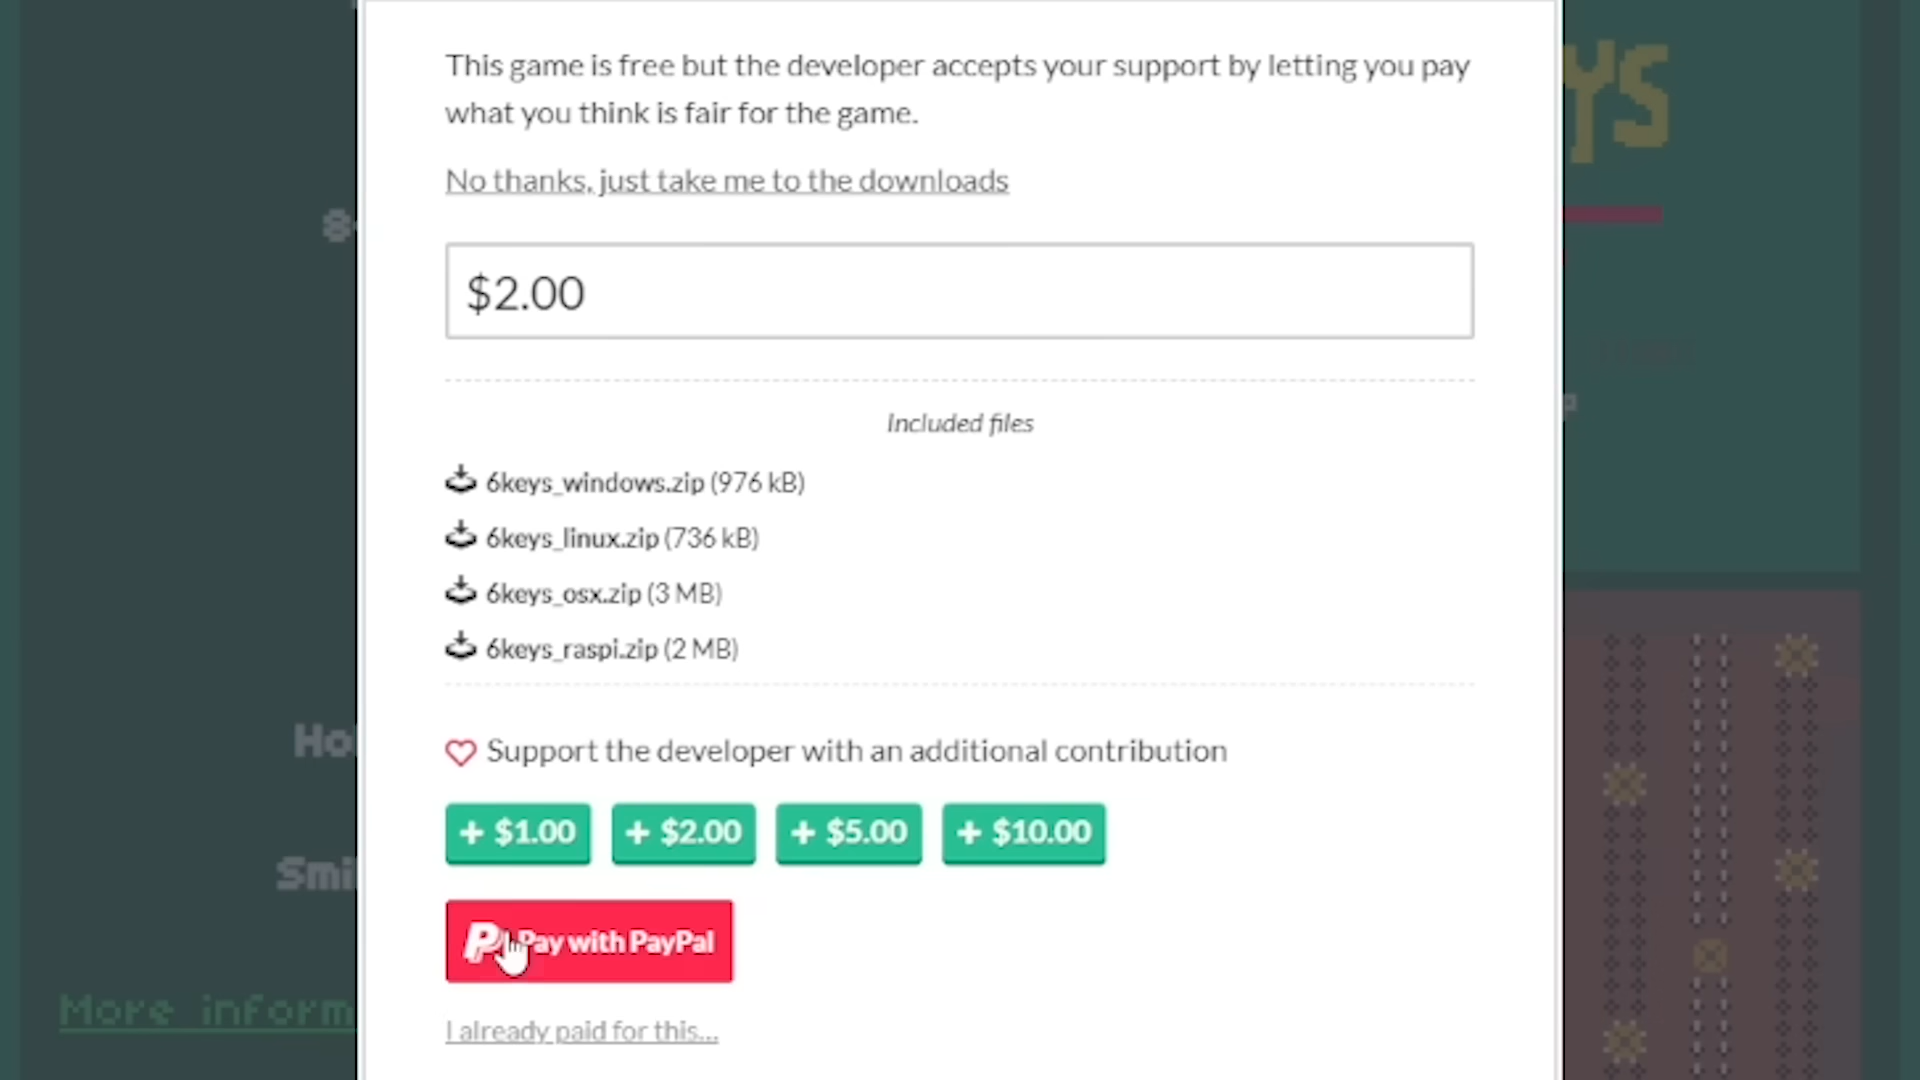 This game is free but the developer accepts your support by letting you pay
what you think is fair for the game.
No thanks, just take me to the downloads
$2.00
Included files
6keys_windows.zip (976 kB)
6keys_linux.zip (736 kB)
6keys_osx.zip (3 MB)
6keys_raspi.zip (2 MB)
Support the developer with an additional contribution
+ $1.00 + $2.00 + $5.00 + $10.00
Pay with PayPal
I already paid for this...
YS
More inform